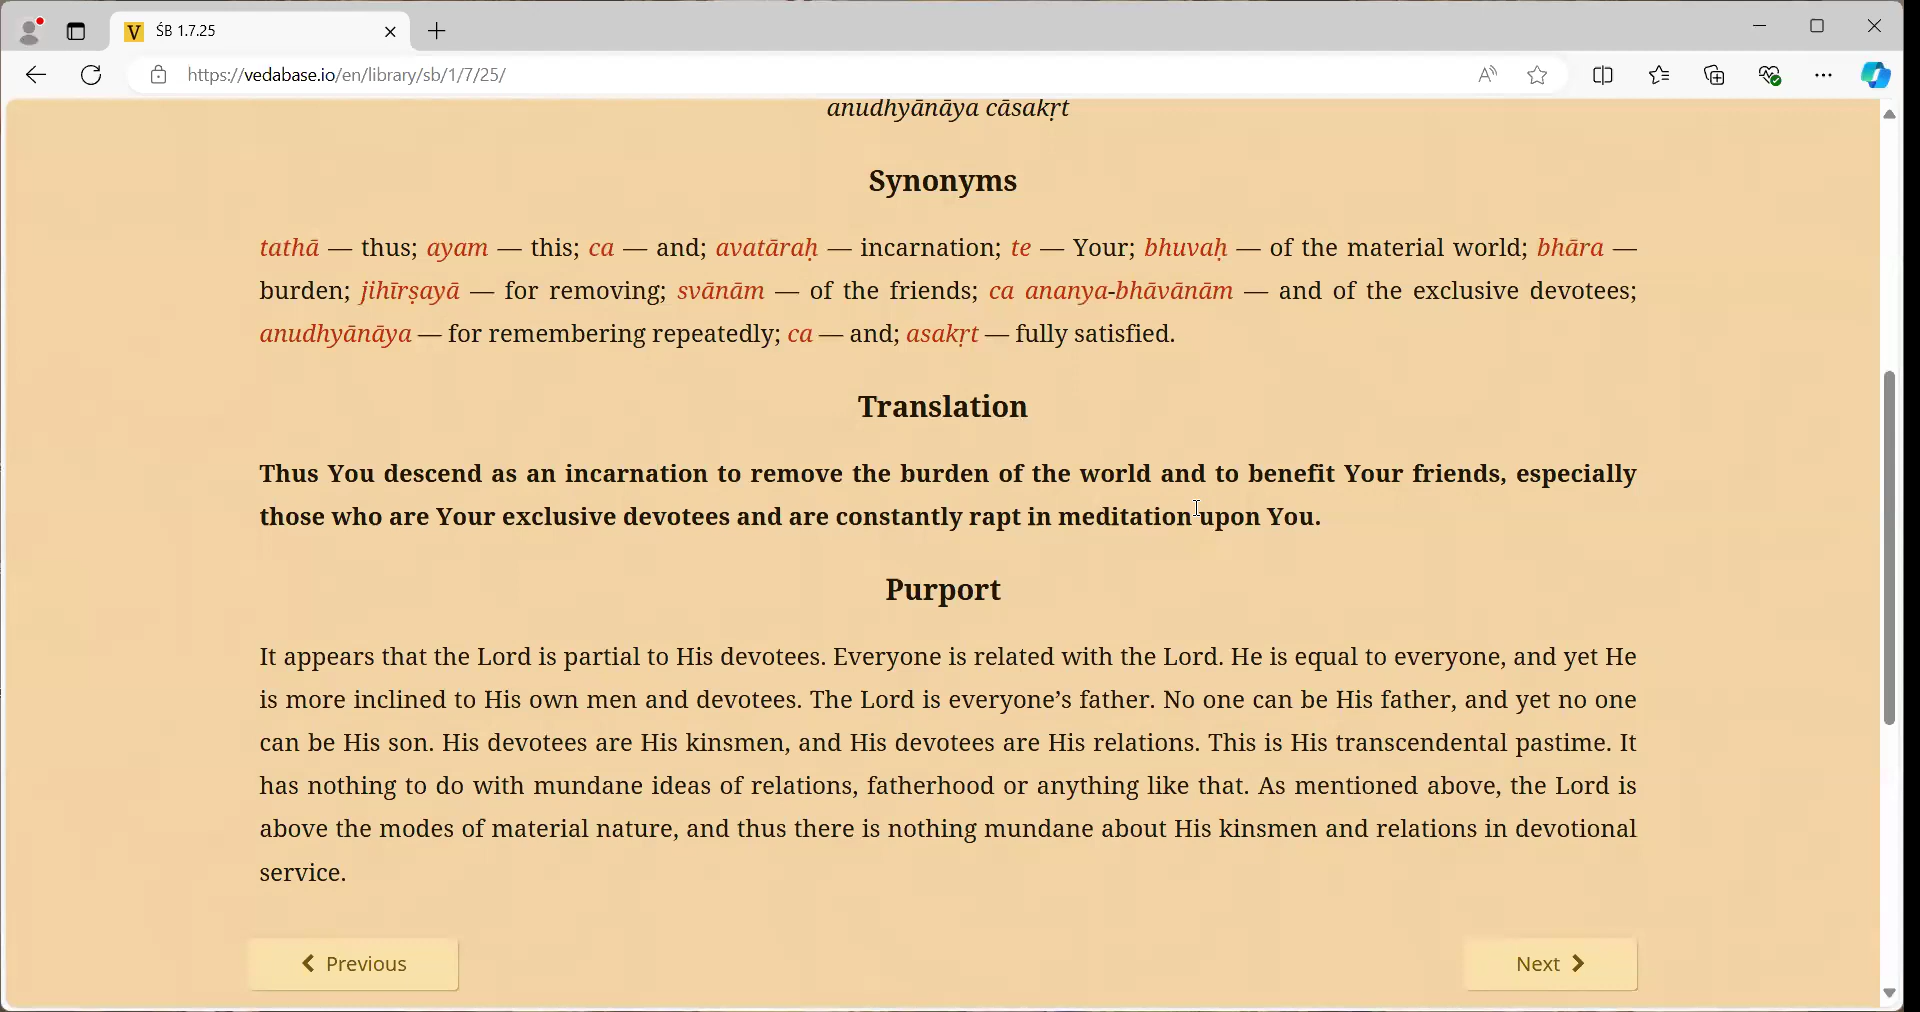 ŚB 1.7.25
https://vedabase.io/en/library/sb/1/7/25/
anudhyānāya cāsakṛt
Synonyms
tathā — thus; ayam — this; ca — and; avatāraḥ — incarnation; te — Your; bhuvaḥ — of the material world; bhāra —
burden; jihīrṣayā — for removing; svānām — of the friends; ca ananya-bhāvānām — and of the exclusive devotees;
anudhyānāya — for remembering repeatedly; ca — and; asakṛt — fully satisfied.
Translation
Thus You descend as an incarnation to remove the burden of the world and to benefit Your friends, especially
those who are Your exclusive devotees and are constantly rapt in meditation upon You.
Purport
It appears that the Lord is partial to His devotees. Everyone is related with the Lord. He is equal to everyone, and yet He
is more inclined to His own men and devotees. The Lord is everyone’s father. No one can be His father, and yet no one
can be His son. His devotees are His kinsmen, and His devotees are His relations. This is His transcendental pastime. It
has nothing to do with mundane ideas of relations, fatherhood or anything like that. As mentioned above, the Lord is
above the modes of material nature, and thus there is nothing mundane about His kinsmen and relations in devotional
service.
Previous
Next